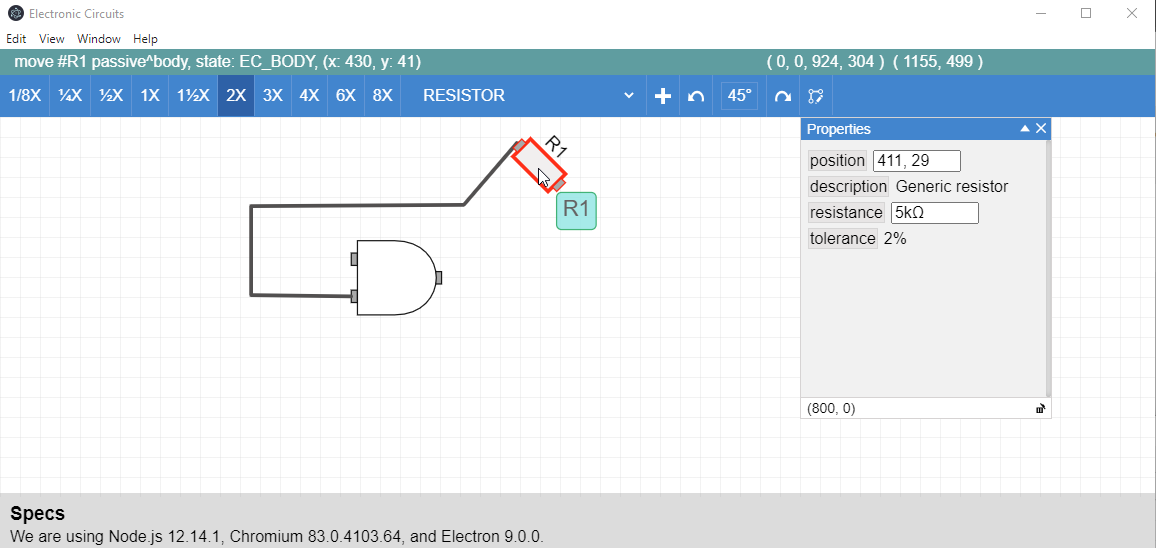 Electronic Circuits
Edit View Window Help
move #R1 passive^body, state: EC_BODY, (x: 430, y: 41) ( 0, 0, 924, 304 ) ( 1155, 499 )
1/8X ¼X ½X 1X 1½X 2X 3X 4X 6X 8X RESISTOR 45°
Properties
R1
position 411, 29
description Generic resistor
R1
resistance 5kΩ
tolerance 2%
(800, 0)
Specs
We are using Node.js 12.14.1, Chromium 83.0.4103.64, and Electron 9.0.0.